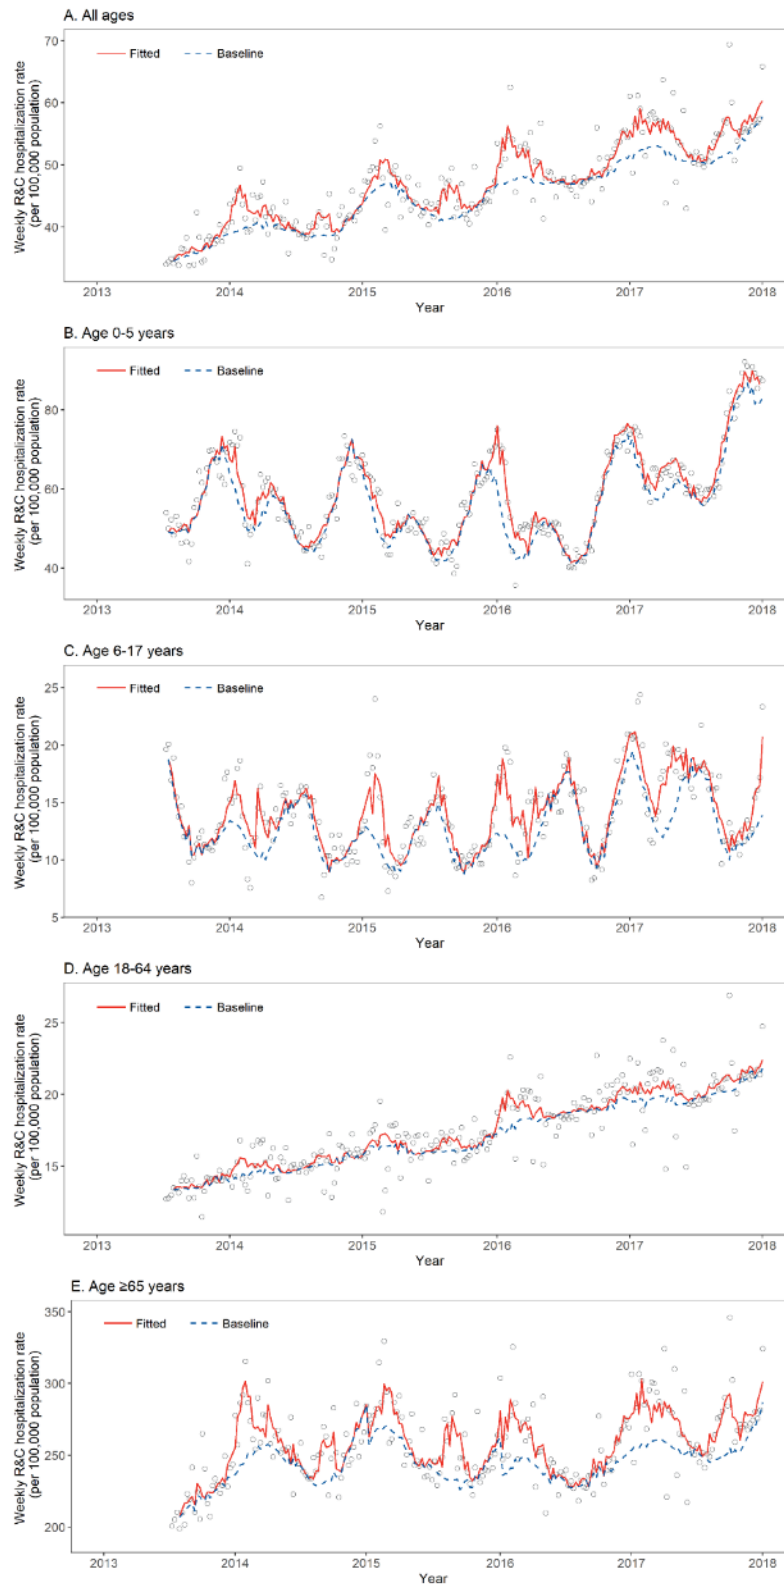 A. All ages
Fitted
Baseline
Weekly R&C hospitalization rate
(per 100,000 population)
70
60
50
40
2013
2014
2015
2016
2017
2018
Year
B. Age 0-5 years
Fitted
Baseline
Weekly R&C hospitalization rate
(per 100,000 population)
80
60
40
2013
2014
2015
2016
2017
2018
Year
C. Age 6-17 years
Fitted
Baseline
Weekly R&C hospitalization rate
(per 100,000 population)
25
20
15
10
5
2013
2014
2015
2016
2017
2018
Year
D. Age 18-64 years
Fitted
Baseline
Weekly R&C hospitalization rate
(per 100,000 population)
25
20
15
2013
2014
2015
2016
2017
2018
Year
E. Age ≥65 years
Fitted
Baseline
Weekly R&C hospitalization rate
(per 100,000 population)
350
300
250
200
2013
2014
2015
2016
2017
2018
Year